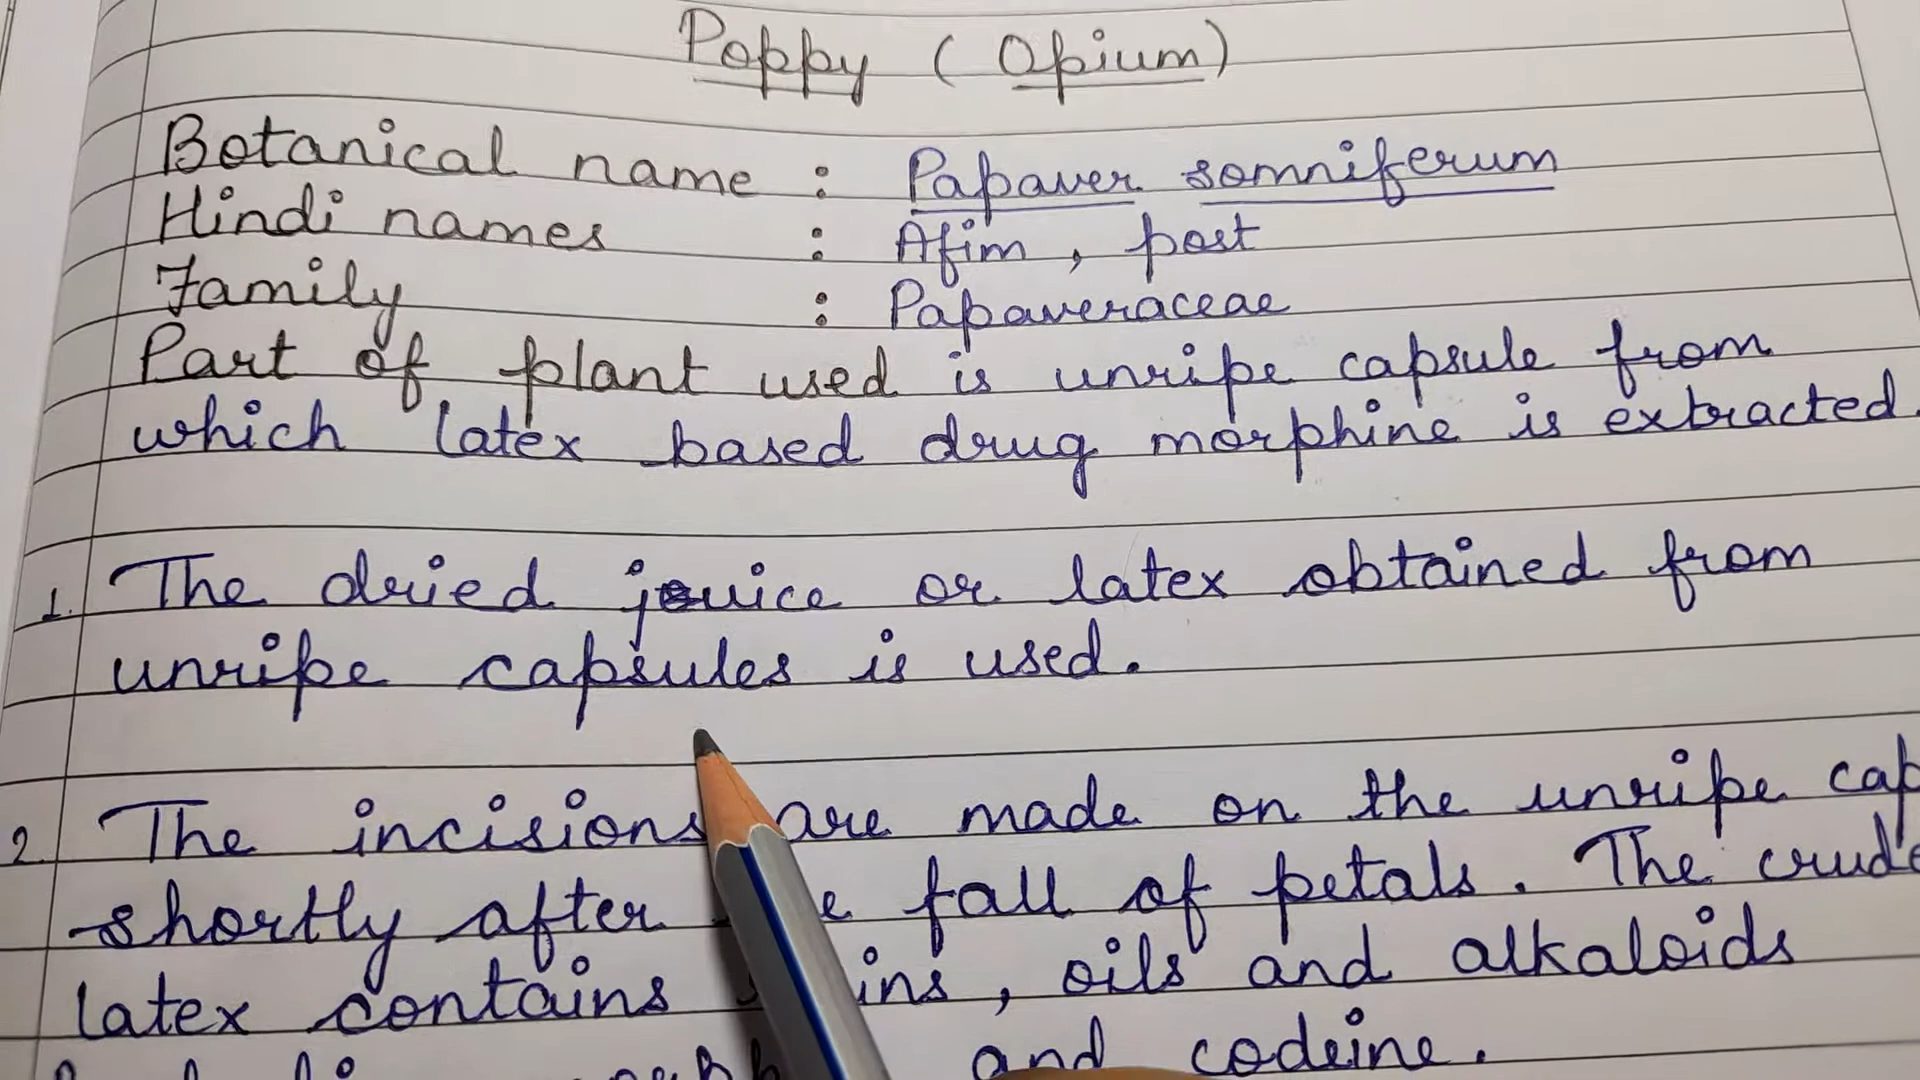 Poppy (Opium)
Botanical name : Papaver somniferum
Hindi names : Afim, post
Family : Papaveraceae
Part of plant used is unripe capsule from
which latex based drug morphine is extracted.
1. The dried juice or latex obtained from
unripe capsules is used.
2. The incisions are made on the unripe cap
shortly after fall of petals. The crude
latex contains , oils and alkaloids
and codeine.